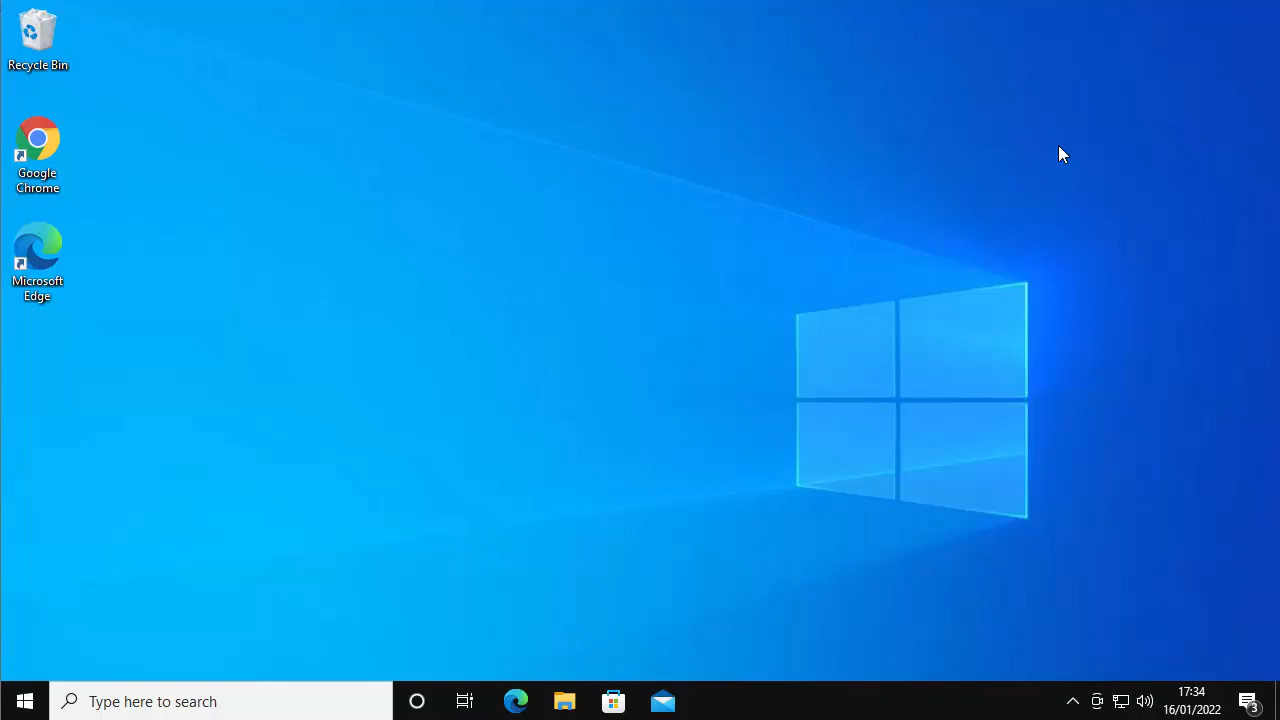 Recycle Bin
Google
Chrome
Microsoft
Edge
Type here to search
17:34
16/01/2022
3